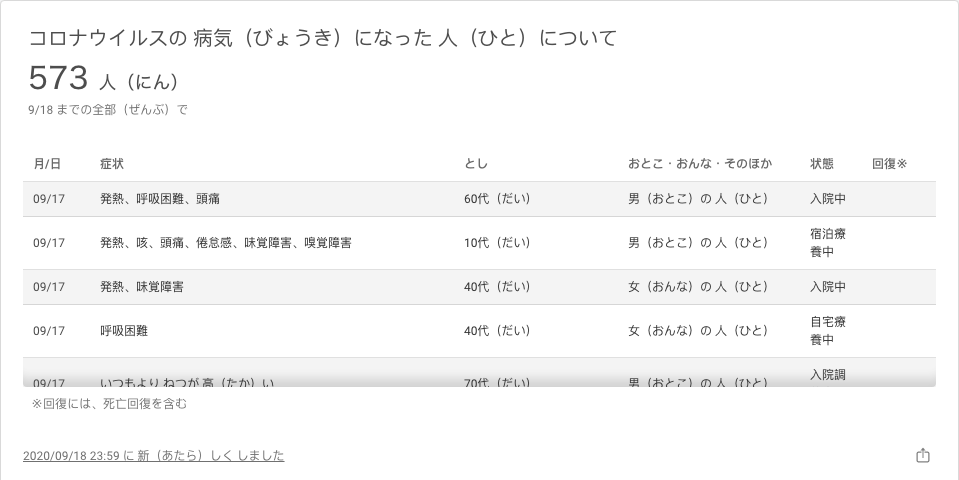 コロナウイルスの 病気（びょうき）になった 人（ひと）について
573 人（にん）
9/18 までの全部（ぜんぶ）で
月/日 症状 とし おとこ・おんな・そのほか 状態 回復※
09/17 発熱、呼吸困難、頭痛 60代（だい） 男（おとこ）の 人（ひと） 入院中
09/17 発熱、咳、頭痛、倦怠感、味覚障害、嗅覚障害 10代（だい） 男（おとこ）の 人（ひと） 宿泊療
養中
09/17 発熱、味覚障害 40代（だい） 女（おんな）の 人（ひと） 入院中
09/17 呼吸困難 40代（だい） 女（おんな）の 人（ひと） 自宅療
養中
09/17 いつもより ねつが 高（たか）い 70代（だい） 男（おとこ）の 人（ひと） 入院調
※回復には、死亡回復を含む
2020/09/18 23:59 に 新（あたら）しく しました